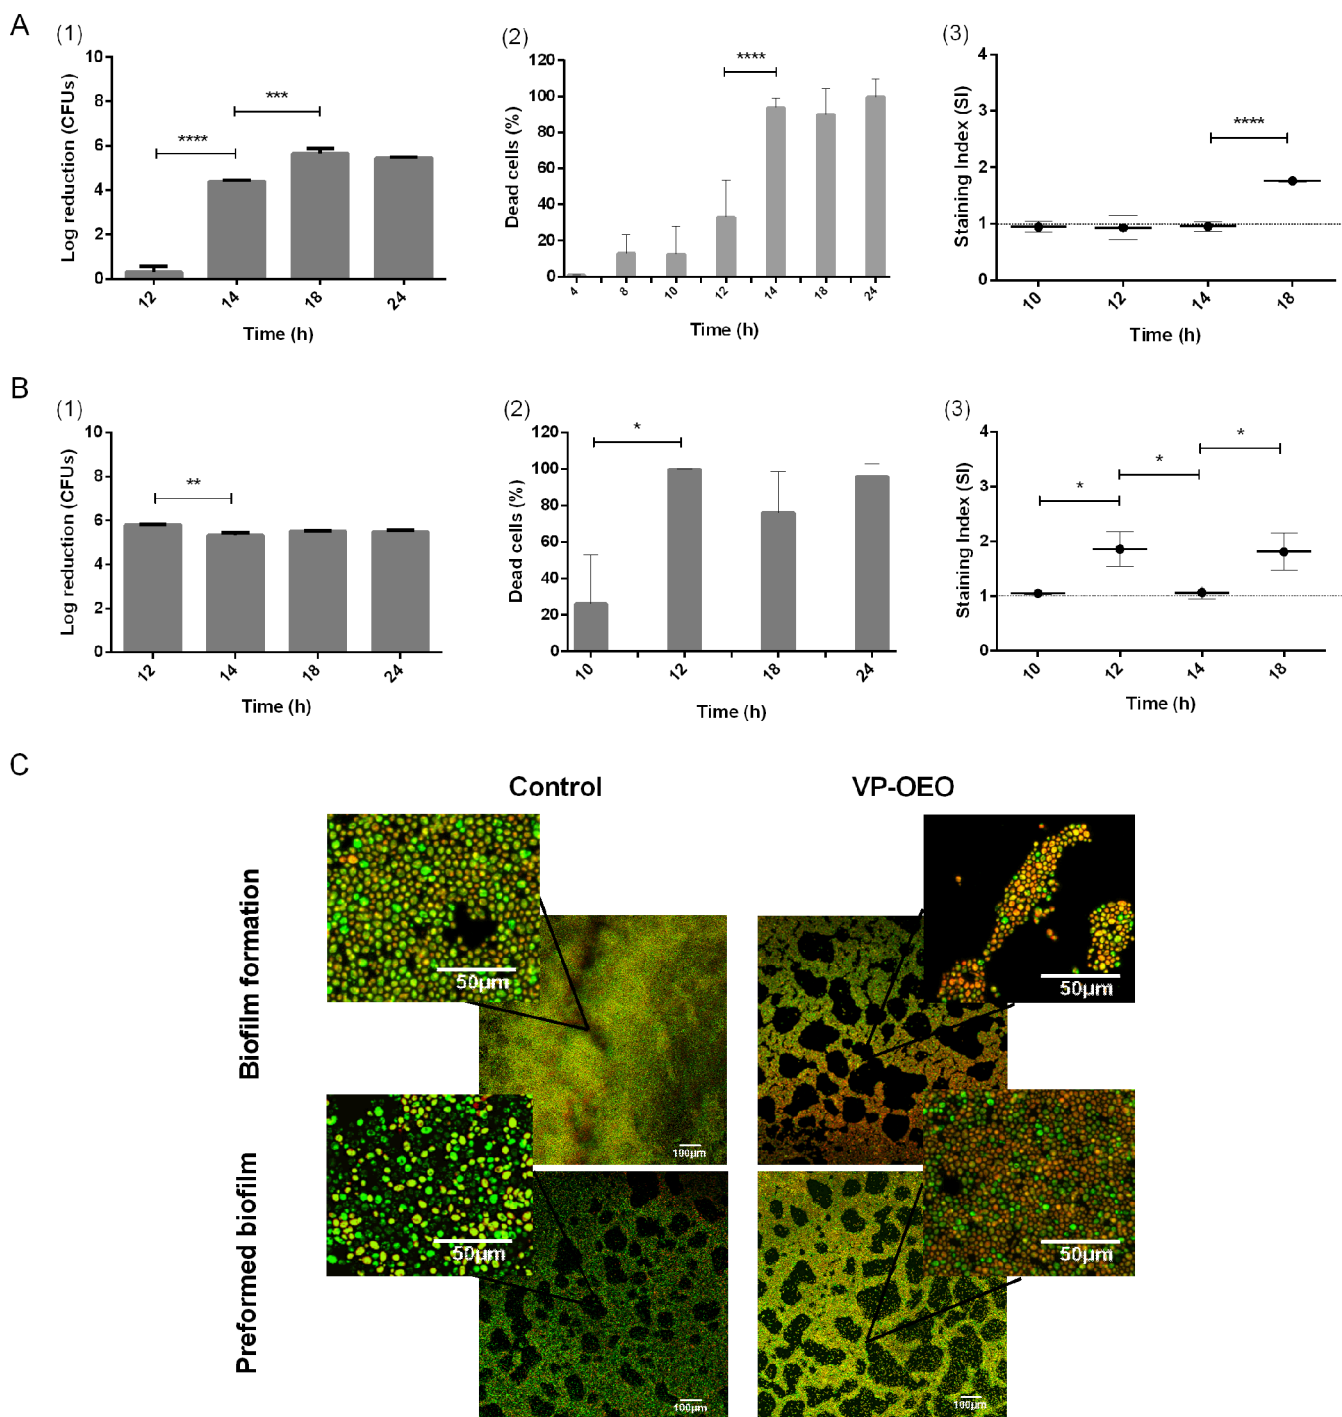 A
(1)
Log reduction (CFUs)
10
8
6
4
2
0
****
***
12
14
18
24
Time (h)
(2)
Dead cells (%)
120
100
80
60
40
20
0
****
4
8
10
12
14
18
24
Time (h)
(3)
Staining Index (SI)
4
3
2
1
0
****
10
12
14
18
Time (h)
B
(1)
Log reduction (CFUs)
10
8
6
4
2
0
**
12
14
18
24
Time (h)
(2)
Dead cells (%)
120
100
80
60
40
20
0
*
10
12
18
24
Time (h)
(3)
Staining Index (SI)
4
3
2
1
0
*
*
*
10
12
14
18
Time (h)
C
Control
VP-OEO
Biofilm formation
50µm
100µm
50µm
100µm
Preformed biofilm
50µm
100µm
50µm
100µm